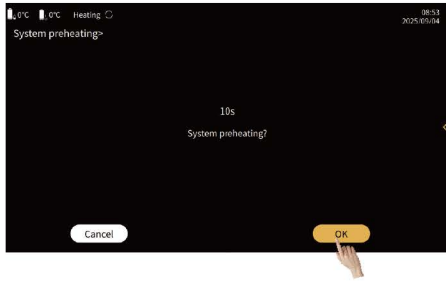 0°C 0°C Heating
08:53
2025/09/04
System preheating>
10s
System preheating?
Cancel
OK